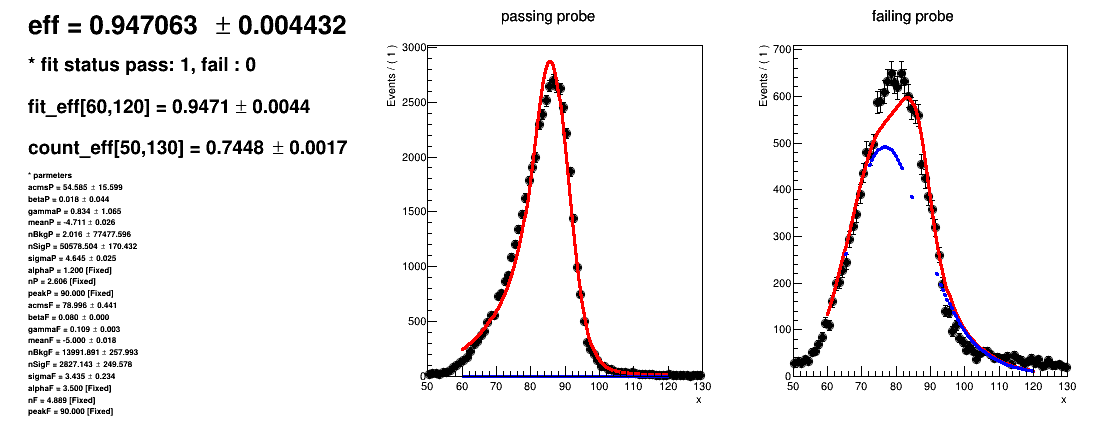 eff = 0.947063 ± 0.004432
* fit status pass: 1, fail : 0
fit_eff[60,120] = 0.9471 ± 0.0044
count_eff[50,130] = 0.7448 ± 0.0017
* parmeters
acmsP = 54.585 ± 15.599
betaP = 0.018 ± 0.044
gammaP = 0.834 ± 1.065
meanP = -4.711 ± 0.026
nBkgP = 2.016 ± 77477.596
nSigP = 50578.504 ± 170.432
sigmaP = 4.645 ± 0.025
alphaP = 1.200 [Fixed]
nP = 2.606 [Fixed]
peakP = 90.000 [Fixed]
acmsF = 78.996 ± 0.441
betaF = 0.080 ± 0.000
gammaF = 0.109 ± 0.003
meanF = -5.000 ± 0.018
nBkgF = 13991.891 ± 257.993
nSigF = 2827.143 ± 249.578
sigmaF = 3.435 ± 0.234
alphaF = 3.500 [Fixed]
nF = 4.889 [Fixed]
peakF = 90.000 [Fixed]
passing probe
Events / ( 1 )
3000
2500
2000
1500
1000
500
0
50 60 70 80 90 100 110 120 130
x
failing probe
Events / ( 1 )
700
600
500
400
300
200
100
0
50 60 70 80 90 100 110 120 130
x